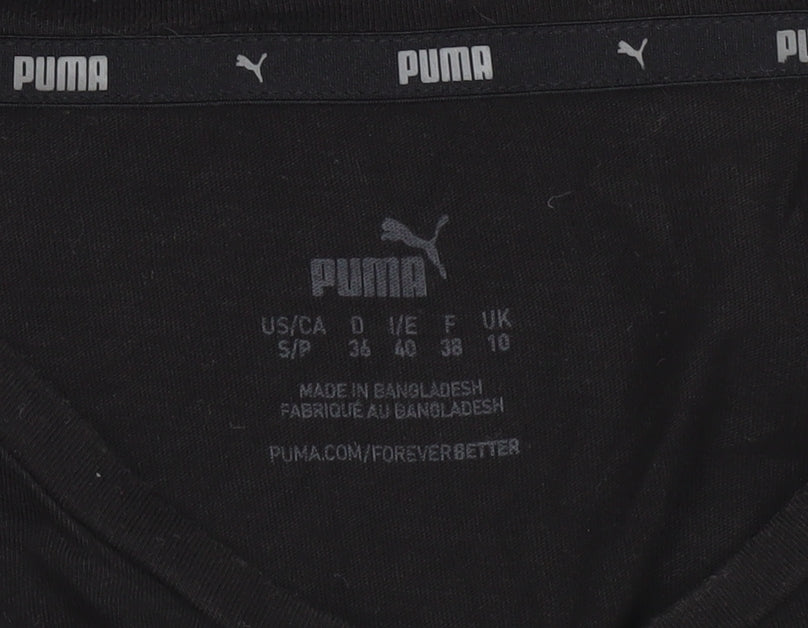 PUMA PUMA PU
PUMA
US/CA D I/E F UK
S/P 36 40 38 10
MADE IN BANGLADESH
FABRIQUÉ AU BANGLADESH
PUMA.COM/FOREVERBETTER